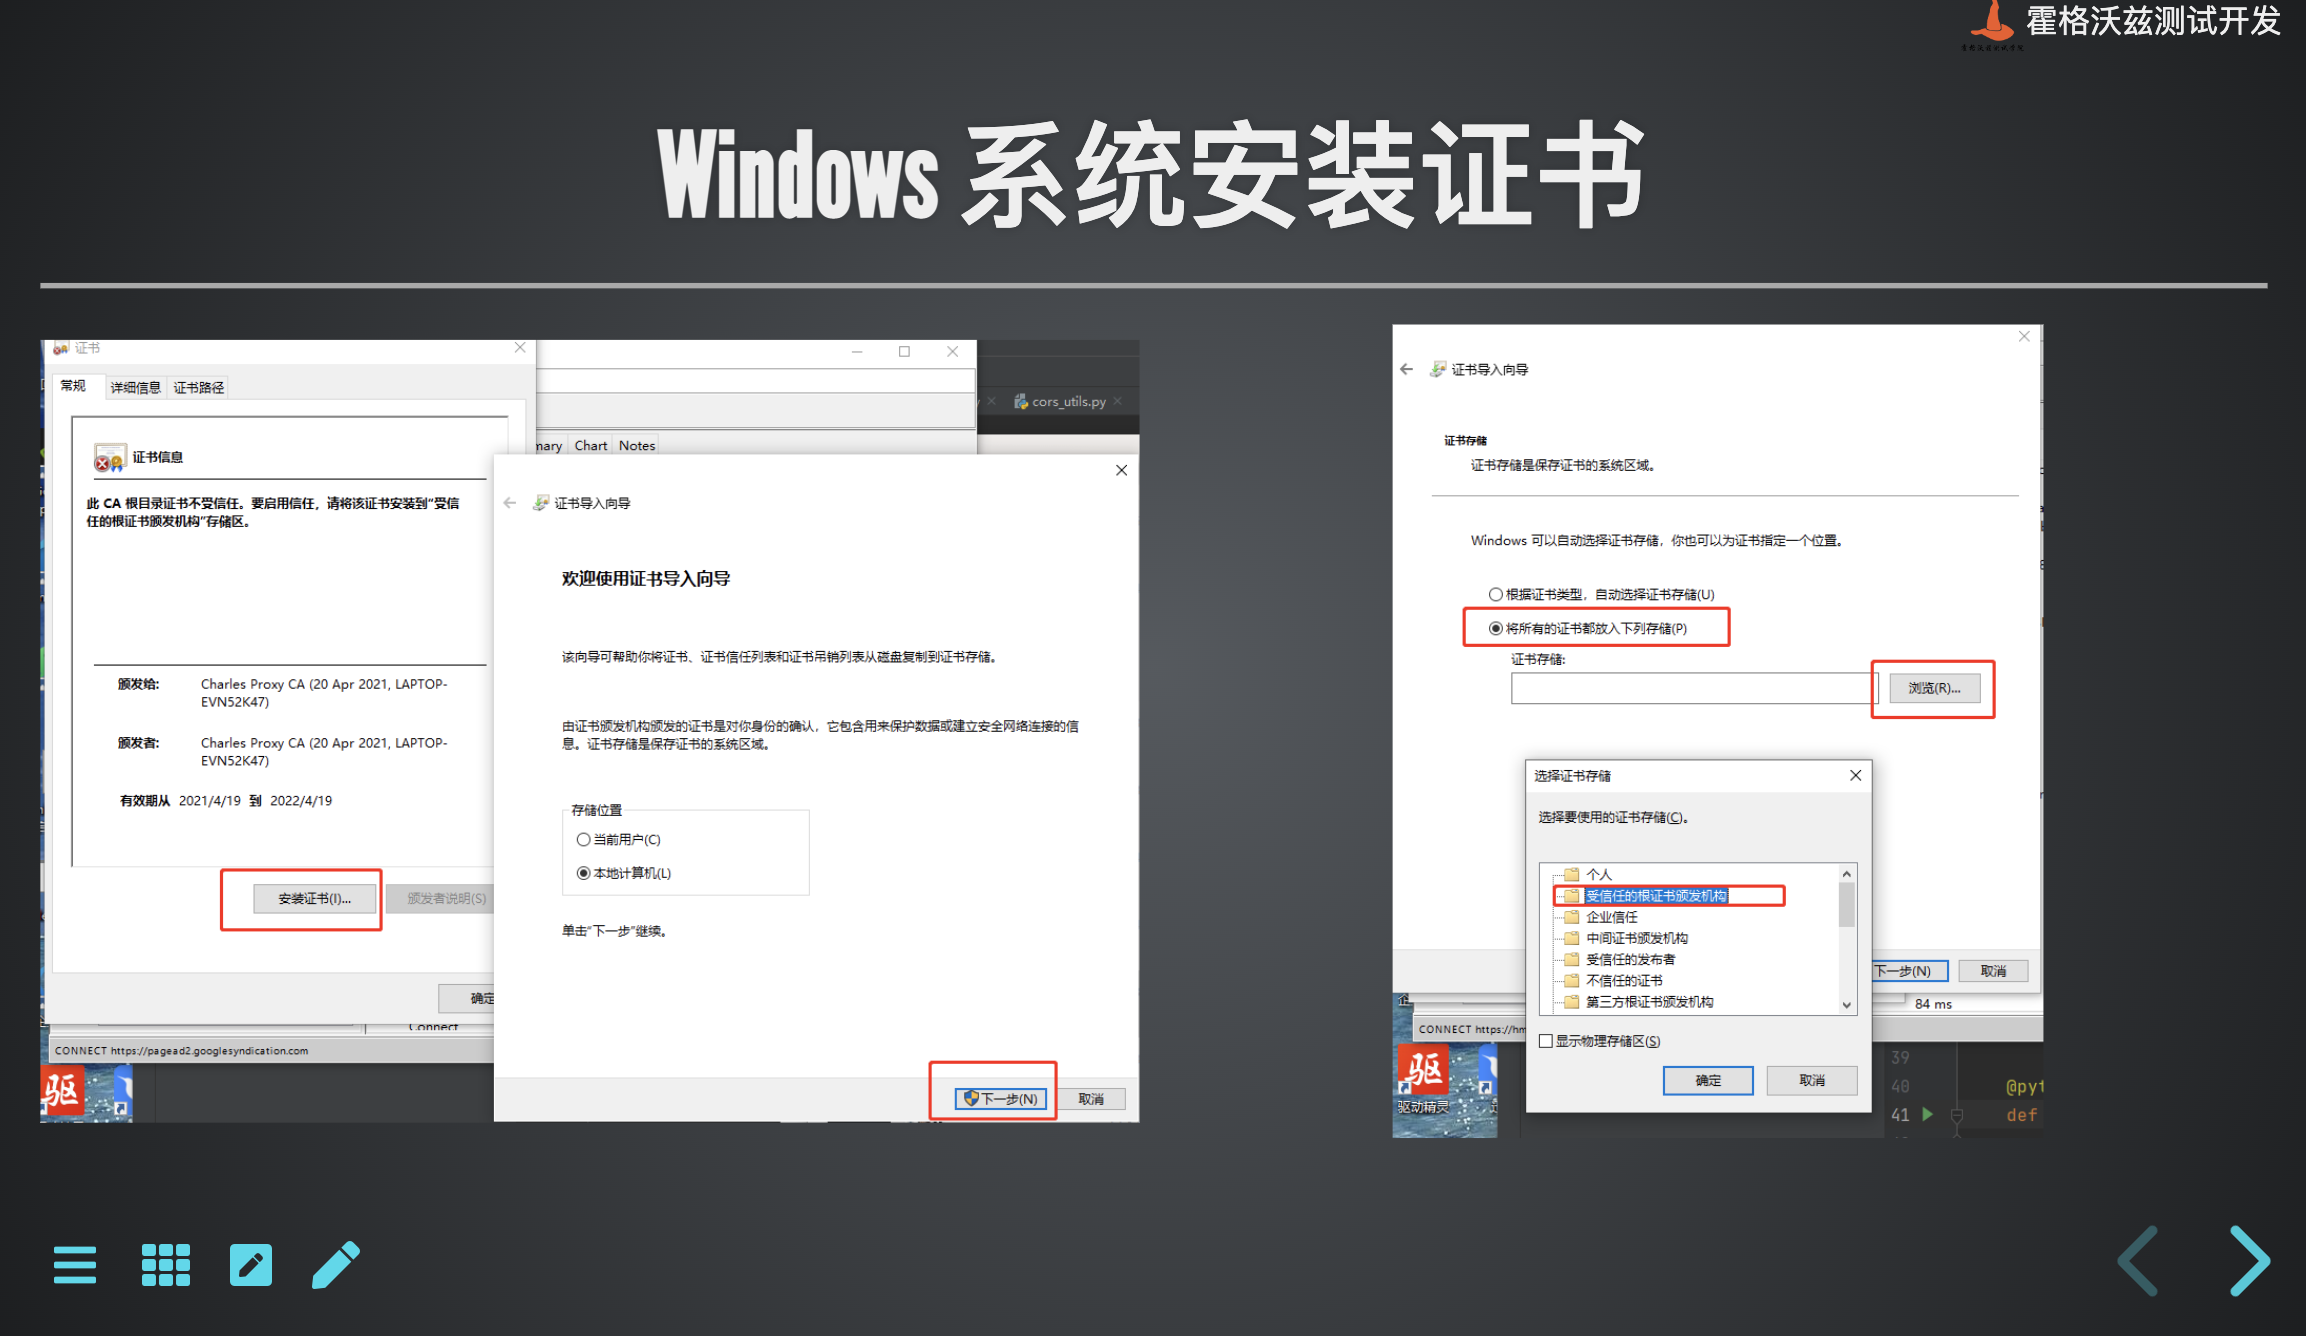 霍格沃兹测试开发
Windows 系统安装证书
证书
常规
详细信息
证书路径
证书信息
此 CA 根目录证书不受信任。要启用信任，请将该证书安装到"受信
任的根证书颁发机构"存储区。
颁发给:
Charles Proxy CA (20 Apr 2021, LAPTOP-
EVN52K47)
颁发者:
Charles Proxy CA (20 Apr 2021, LAPTOP-
EVN52K47)
有效期从 2021/4/19 到 2022/4/19
安装证书(I)...
颁发者说明(S)
确定
Connect
CONNECT https://pagead2.googlesyndication.com
驱
cors_utils.py
mary
Chart
Notes
证书导入向导
欢迎使用证书导入向导
该向导可帮助你将证书、证书信任列表和证书吊销列表从磁盘复制到证书存储。
由证书颁发机构颁发的证书是对你身份的确认，它包含用来保护数据或建立安全网络连接的信
息。证书存储是保存证书的系统区域。
存储位置
当前用户(C)
本地计算机(L)
单击"下一步"继续。
下一步(N)
取消
证书导入向导
证书存储
证书存储是保存证书的系统区域。
Windows 可以自动选择证书存储，你也可以为证书指定一个位置。
根据证书类型，自动选择证书存储(U)
将所有的证书都放入下列存储(P)
证书存储:
浏览(R)...
选择证书存储
选择要使用的证书存储(C)。
个人
受信任的根证书颁发机构
企业信任
中间证书颁发机构
受信任的发布者
不信任的证书
第三方根证书颁发机构
显示物理存储区(S)
确定
取消
下一步(N)
取消
84 ms
CONNECT https://hm
驱
驱动精灵
39
40 @pyt
41 def